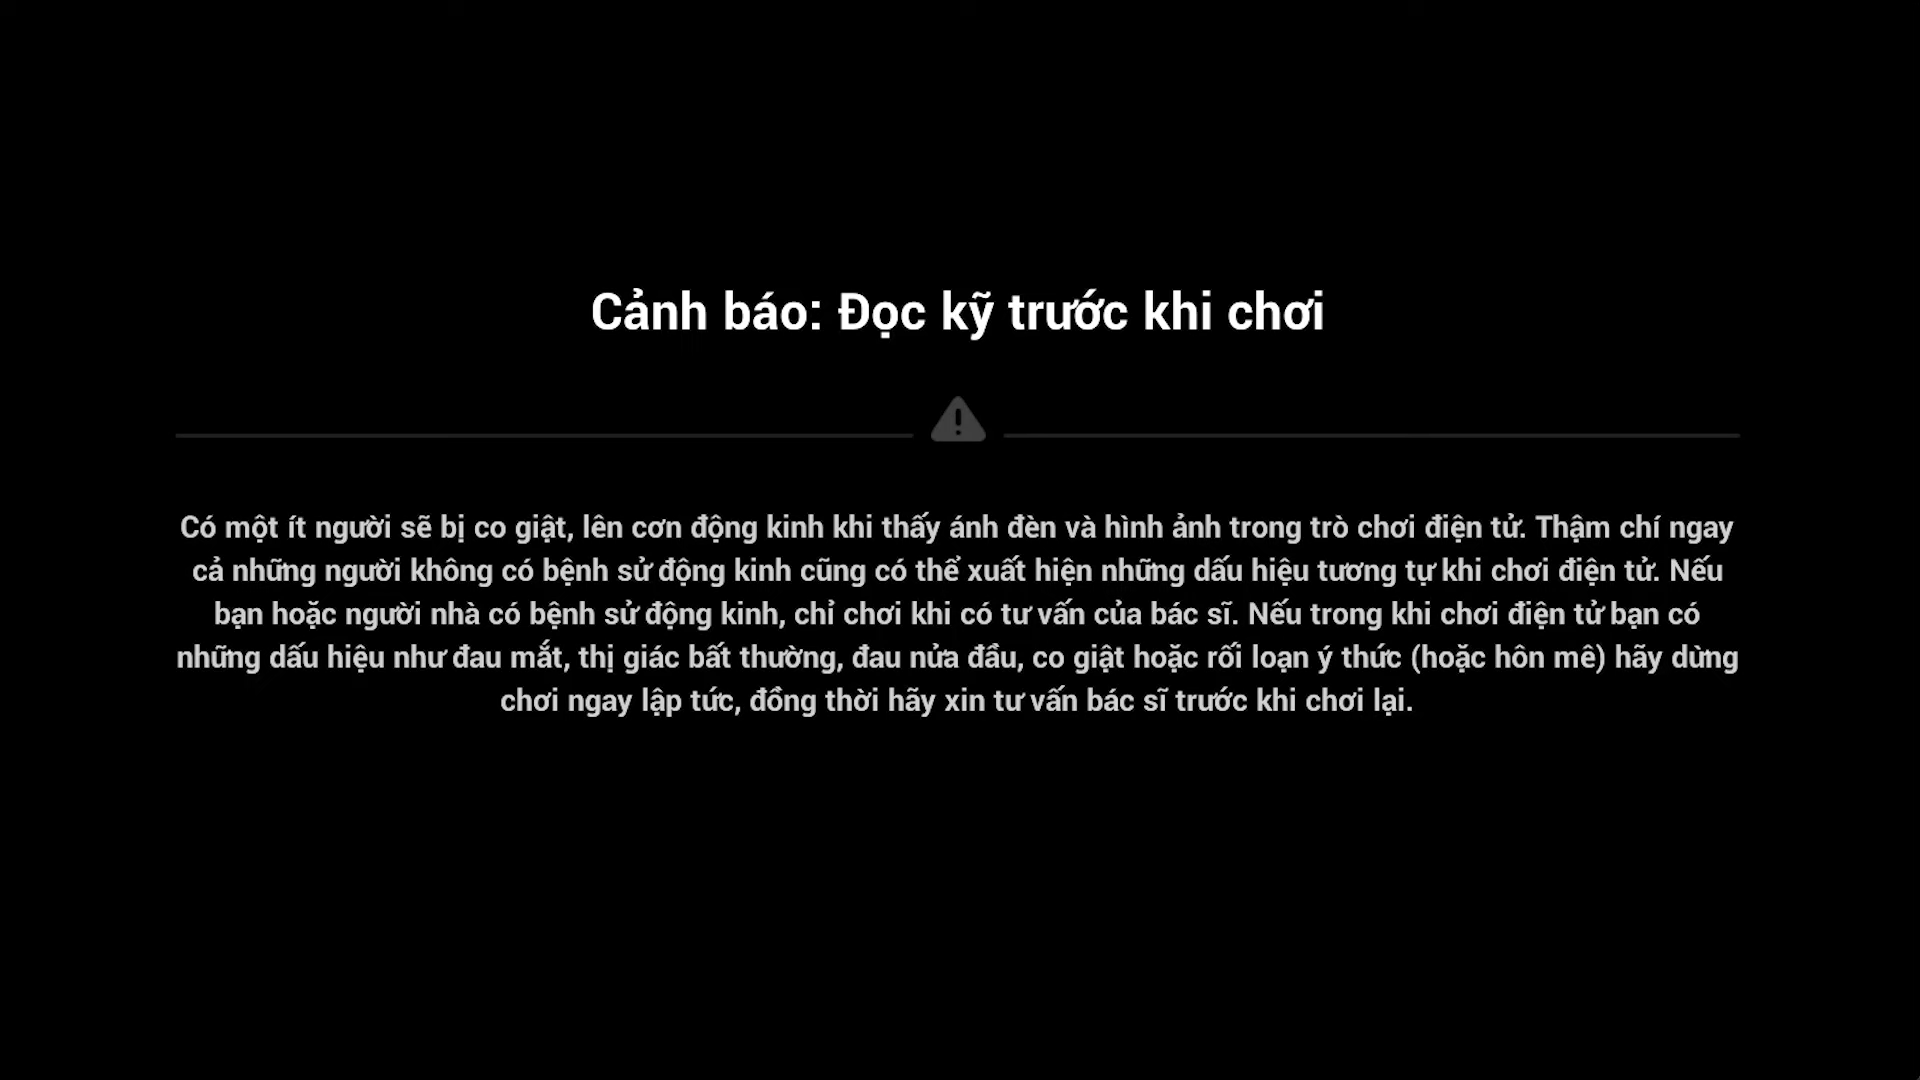 Cảnh báo: Đọc kỹ trước khi chơi
Có một ít người sẽ bị co giật, lên cơn động kinh khi thấy ánh đèn và hình ảnh trong trò chơi điện tử. Thậm chí ngay
cả những người không có bệnh sử động kinh cũng có thể xuất hiện những dấu hiệu tương tự khi chơi điện tử. Nếu
bạn hoặc người nhà có bệnh sử động kinh, chỉ chơi khi có tư vấn của bác sĩ. Nếu trong khi chơi điện tử bạn có
những dấu hiệu như đau mắt, thị giác bất thường, đau nửa đầu, co giật hoặc rối loạn ý thức (hoặc hôn mê) hãy dừng
chơi ngay lập tức, đồng thời hãy xin tư vấn bác sĩ trước khi chơi lại.